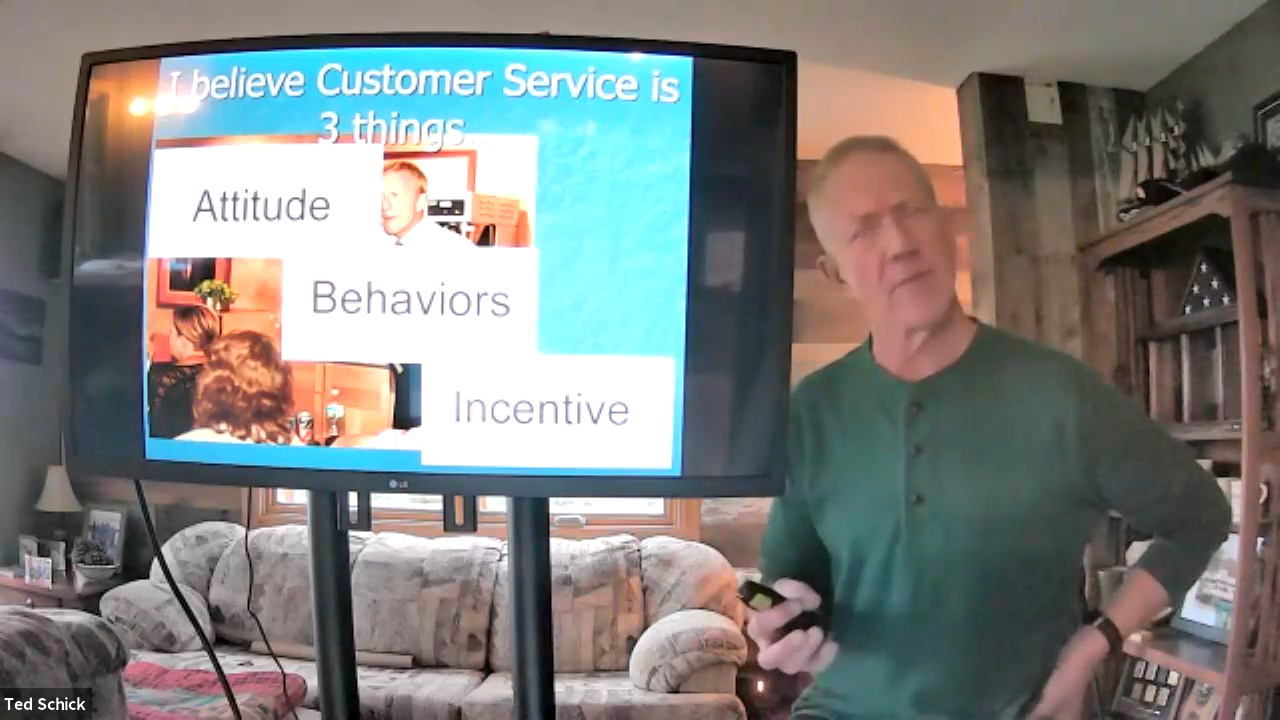 I believe Customer Service is
3 things
Attitude
Behaviors
Incentive
LG
Ted Schick